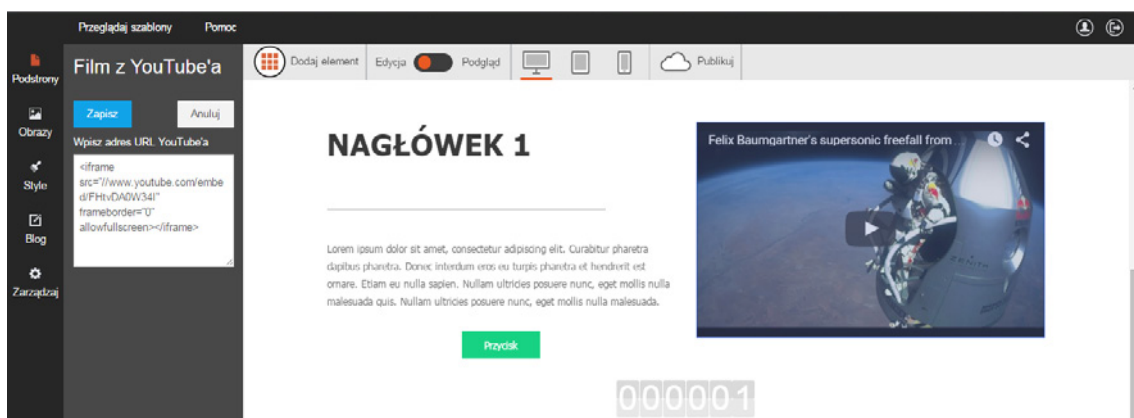 Przeglądaj szablony Pomoc
Podstrony
Obrazy
Style
Blog
Zarządzaj
Film z YouTube'a
Zapisz Anuluj
Wpisz adres URL YouTube'a
<iframe
src="//www.youtube.com/embe
d/FHtvDA0W34I"
frameborder="0"
allowfullscreen></iframe>
Dodaj element Edycja Podgląd Publikuj
NAGŁÓWEK 1
Lorem ipsum dolor sit amet, consectetur adipiscing elit. Curabitur pharetra
dapibus pharetra. Donec interdum eros eu turpis pharetra et hendrerit est
ornare. Etiam eu nulla sapien. Nullam ultricies posuere nunc, eget mollis nulla
malesuada quis. Nullam ultricies posuere nunc, eget mollis nulla malesuada.
Przycisk
Felix Baumgartner's supersonic freefall from ...
ZENITH
000001